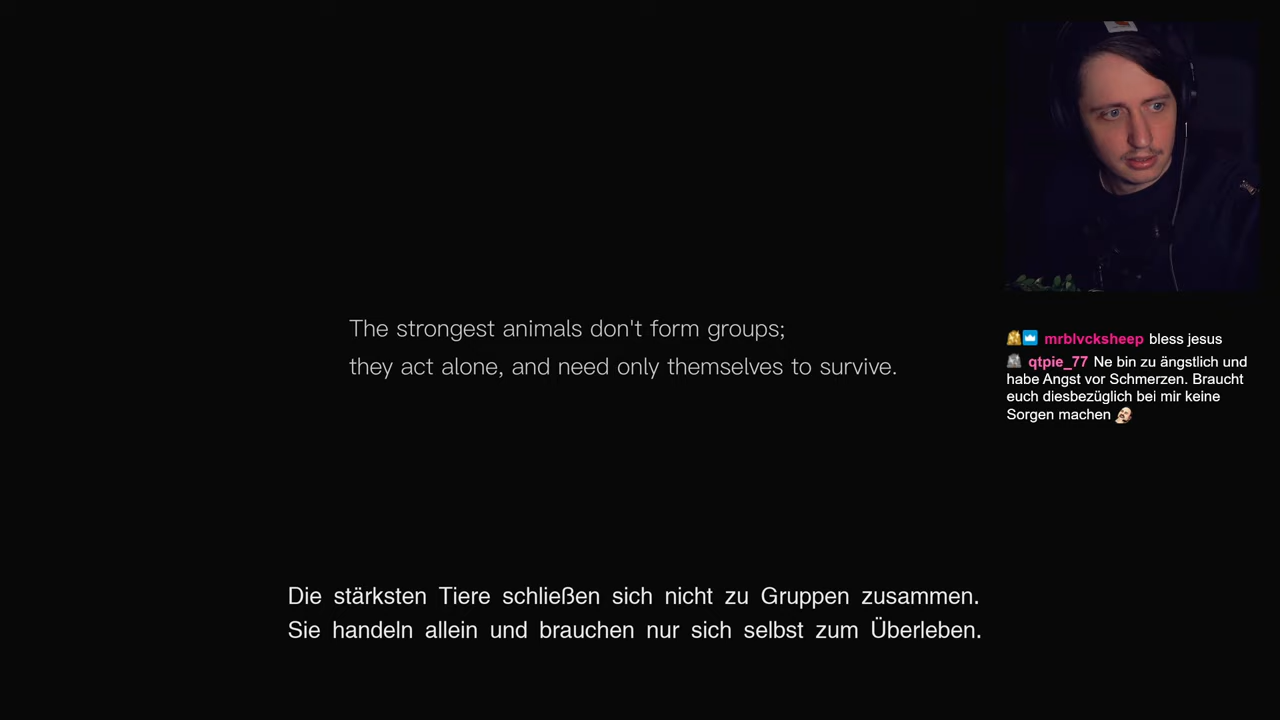 The strongest animals don't form groups;
they act alone, and need only themselves to survive.
mrblvcksheep bless jesus
qtpie_77 Ne bin zu ängstlich und
habe Angst vor Schmerzen. Braucht
euch diesbezüglich bei mir keine
Sorgen machen
Die stärksten Tiere schließen sich nicht zu Gruppen zusammen.
Sie handeln allein und brauchen nur sich selbst zum Überleben.